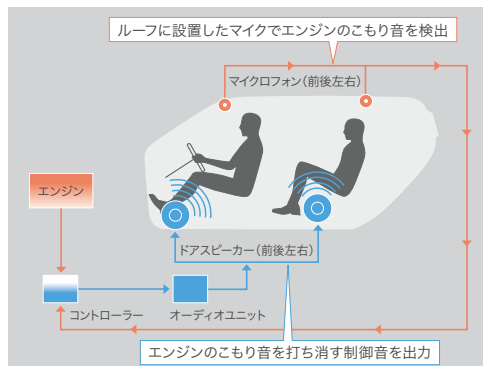 ルーフに設置したマイクでエンジンのこもり音を検出
マイクロフォン（前後左右）
エンジン
ドアスピーカー（前後左右）
コントローラー
オーディオユニット
エンジンのこもり音を打ち消す制御音を出力